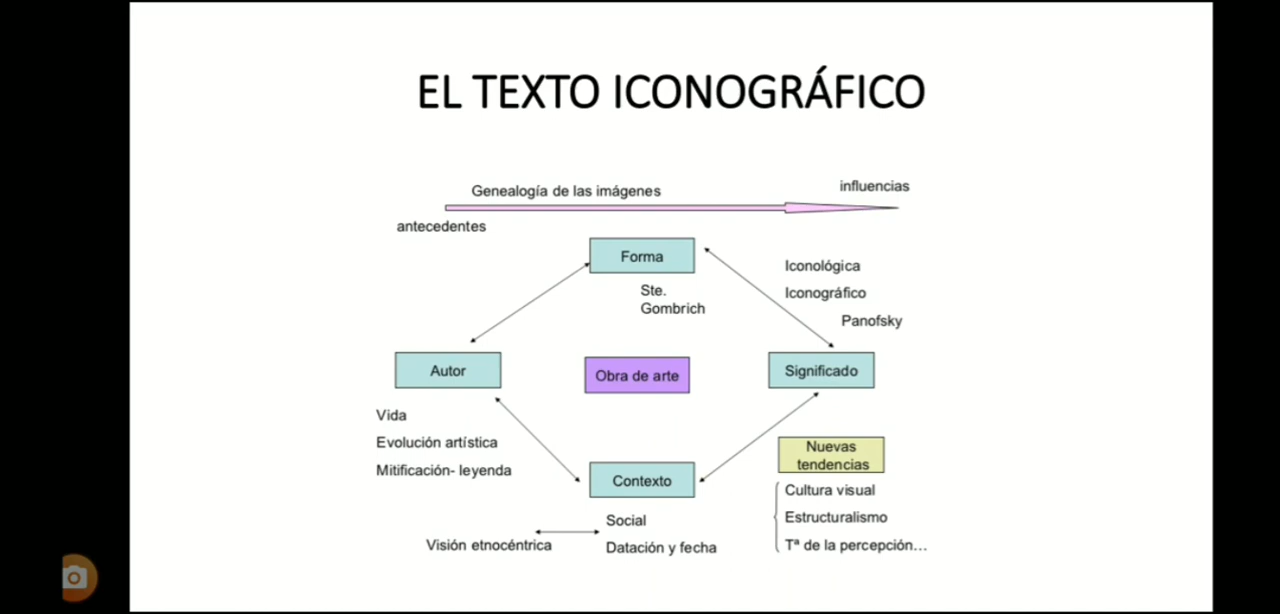 EL TEXTO ICONOGRÁFICO
Genealogía de las imágenes
influencias
antecedentes
Forma
Ste.
Gombrich
Iconológica
Iconográfico
Panofsky
Autor
Obra de arte
Significado
Vida
Evolución artística
Mitificación- leyenda
Contexto
Social
Datación y fecha
Visión etnocéntrica
Nuevas
tendencias
Cultura visual
Estructuralismo
Tª de la percepción...